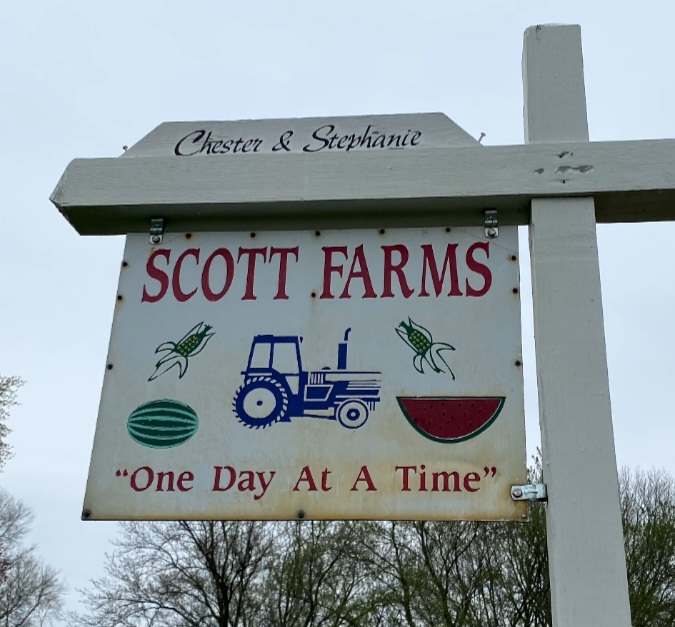 Chester & Stephanie
SCOTT FARMS
“One Day At A Time”